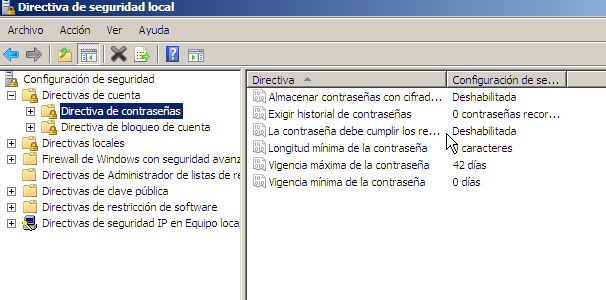 Directiva de seguridad local
Archivo Acción Ver Ayuda
Configuración de seguridad
Directivas de cuenta
Directiva de contraseñas
Directiva de bloqueo de cuenta
Directivas locales
Firewall de Windows con seguridad avanz
Directivas de Administrador de listas de re
Directivas de clave pública
Directivas de restricción de software
Directivas de seguridad IP en Equipo loca
Directiva Configuración de se...
Almacenar contraseñas con cifrad... Deshabilitada
Exigir historial de contraseñas 0 contraseñas recor...
La contraseña debe cumplir los re... Deshabilitada
Longitud mínima de la contraseña caracteres
Vigencia máxima de la contraseña 42 días
Vigencia mínima de la contraseña 0 días